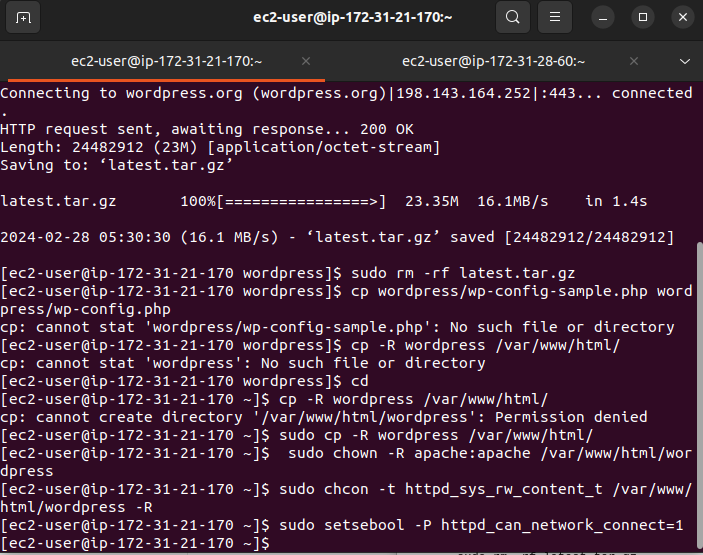 ec2-user@ip-172-31-21-170:~
ec2-user@ip-172-31-21-170:~
ec2-user@ip-172-31-28-60:~
Connecting to wordpress.org (wordpress.org)|198.143.164.252|:443... connected
.
HTTP request sent, awaiting response... 200 OK
Length: 24482912 (23M) [application/octet-stream]
Saving to: ‘latest.tar.gz’
latest.tar.gz       100%[================>]  23.35M  16.1MB/s    in 1.4s
2024-02-28 05:30:30 (16.1 MB/s) - ‘latest.tar.gz’ saved [24482912/24482912]
[ec2-user@ip-172-31-21-170 wordpress]$ sudo rm -rf latest.tar.gz
[ec2-user@ip-172-31-21-170 wordpress]$ cp wordpress/wp-config-sample.php word
press/wp-config.php
cp: cannot stat 'wordpress/wp-config-sample.php': No such file or directory
[ec2-user@ip-172-31-21-170 wordpress]$ cp -R wordpress /var/www/html/
cp: cannot stat 'wordpress': No such file or directory
[ec2-user@ip-172-31-21-170 wordpress]$ cd
[ec2-user@ip-172-31-21-170 ~]$ cp -R wordpress /var/www/html/
cp: cannot create directory '/var/www/html/wordpress': Permission denied
[ec2-user@ip-172-31-21-170 ~]$ sudo cp -R wordpress /var/www/html/
[ec2-user@ip-172-31-21-170 ~]$  sudo chown -R apache:apache /var/www/html/wor
dpress
[ec2-user@ip-172-31-21-170 ~]$ sudo chcon -t httpd_sys_rw_content_t /var/www/
html/wordpress -R
[ec2-user@ip-172-31-21-170 ~]$ sudo setsebool -P httpd_can_network_connect=1
[ec2-user@ip-172-31-21-170 ~]$